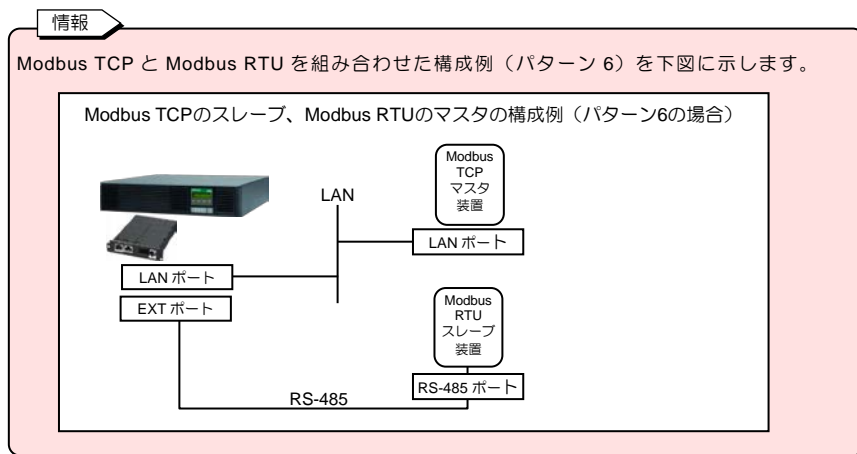 情報
Modbus TCP と Modbus RTU を組み合わせた構成例（パターン 6）を下図に示します。
Modbus TCPのスレーブ、Modbus RTUのマスタの構成例（パターン6の場合）
Modbus
TCP
マスタ
装置
LAN
LAN ポート
LAN ポート
EXT ポート
Modbus
RTU
スレーブ
装置
RS-485 ポート
RS-485